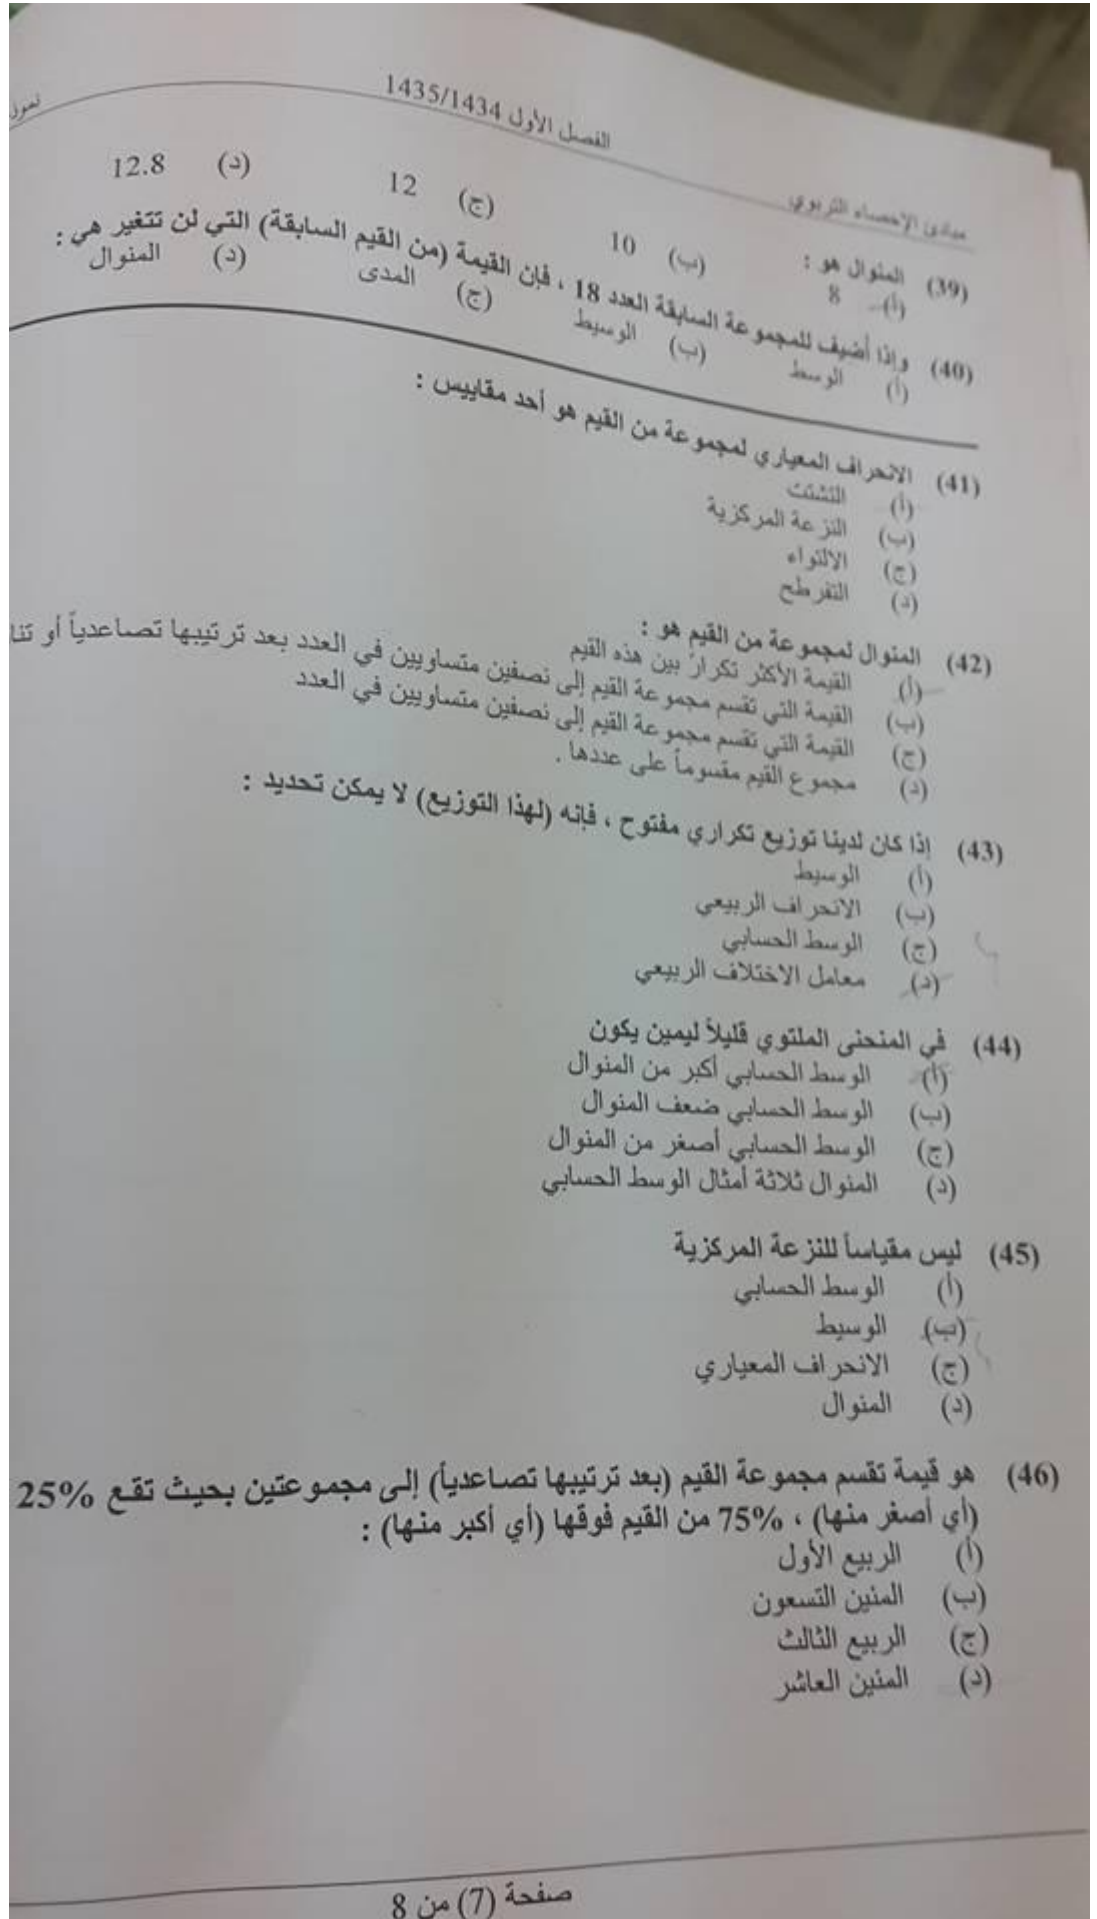 نموذ
الفصل الأول 1435/1434
مبادئ الإحصاء التربوي
(39) المنوال هو :
(أ) 8 (ب) 10 (ج) 12 (د) 12.8
(40) وإذا أضيف للمجموعة السابقة العدد 18 ، فإن القيمة (من القيم السابقة) التي لن تتغير هي :
(أ) الوسط (ب) الوسيط (ج) المدى (د) المنوال
(41) الانحراف المعياري لمجموعة من القيم هو أحد مقاييس :
(أ) التشتت
(ب) النزعة المركزية
(ج) الالتواء
(د) التفرطح
(42) المنوال لمجموعة من القيم هو :
(أ) القيمة الأكثر تكراراً بين هذه القيم
(ب) القيمة التي تقسم مجموعة القيم إلى نصفين متساويين في العدد بعد ترتيبها تصاعدياً أو تنا
(ج) القيمة التي تقسم مجموعة القيم إلى نصفين متساويين في العدد
(د) مجموع القيم مقسوماً على عددها .
(43) إذا كان لدينا توزيع تكراري مفتوح ، فإنه (لهذا التوزيع) لا يمكن تحديد :
(أ) الوسيط
(ب) الانحراف الربيعي
(ج) الوسط الحسابي
(د) معامل الاختلاف الربيعي
(44) في المنحنى الملتوي قليلاً ليمين يكون
(أ) الوسط الحسابي أكبر من المنوال
(ب) الوسط الحسابي ضعف المنوال
(ج) الوسط الحسابي أصغر من المنوال
(د) المنوال ثلاثة أمثال الوسط الحسابي
(45) ليس مقياساً للنزعة المركزية
(أ) الوسط الحسابي
(ب) الوسيط
(ج) الانحراف المعياري
(د) المنوال
(46) هو قيمة تقسم مجموعة القيم (بعد ترتيبها تصاعدياً) إلى مجموعتين بحيث تقع 25%
(أي أصغر منها) ، 75% من القيم فوقها (أي أكبر منها) :
(أ) الربيع الأول
(ب) المئين التسعون
(ج) الربيع الثالث
(د) المئين العاشر
صفحة (7) من 8